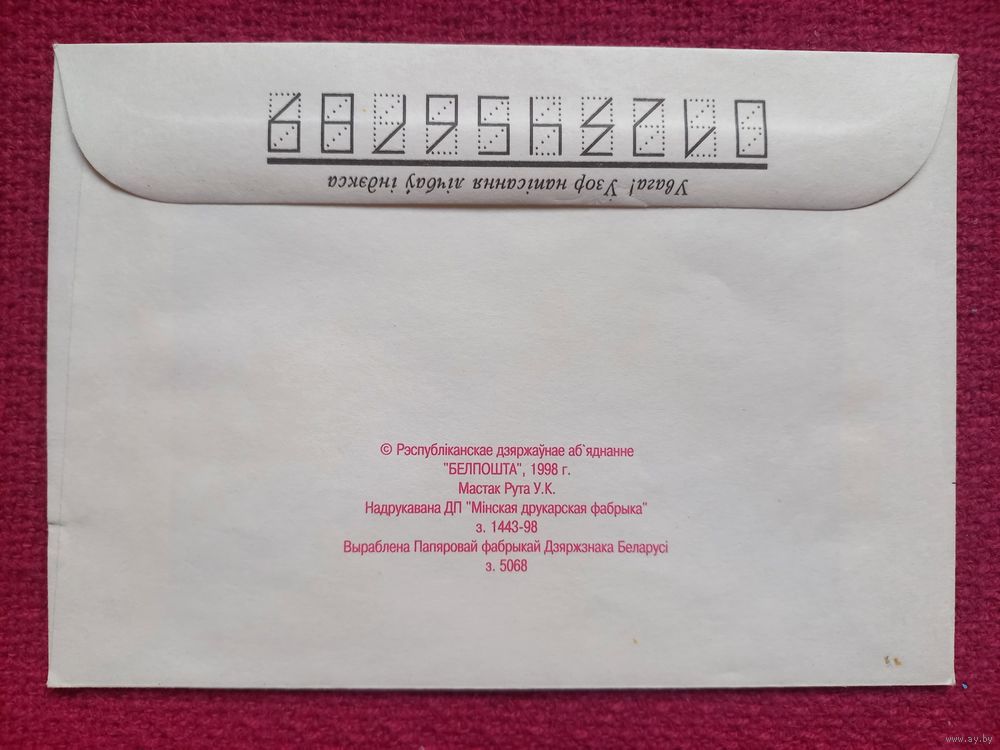 Увага! Узор напісання лічбаў індэкса
0123456789
© Рэспубліканскае дзяржаўнае аб`яднанне
"БЕЛПОШТА", 1998 г.
Мастак Рута У.К.
Надрукавана ДП "Мінская друкарская фабрыка"
з. 1443-98
Выраблена Папяровай фабрыкай Дзяржзнака Беларусі
з. 5068
www.ay.by